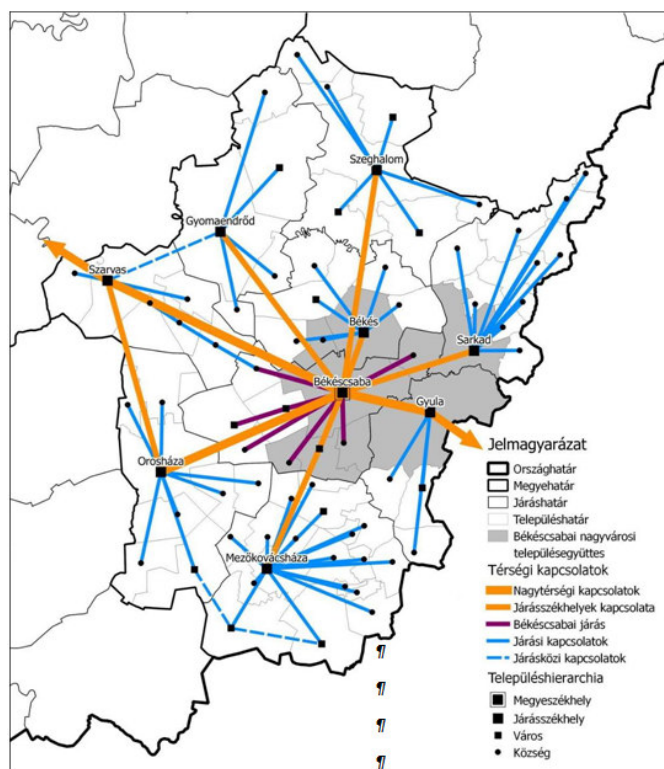 Szeghalom
Gyomaendrőd
Szarvas
Békés
Sarkad
Békéscsaba
Gyula
Orosháza
Mezőkovácsháza
Jelmagyarázat
Országhatár
Megyehatár
Járáshatár
Településhatár
Békéscsabai nagyvárosi
településegyüttes
Térségi kapcsolatok
Nagytérségi kapcsolatok
Járásszékhelyek kapcsolata
Békéscsabai járás
Járási kapcsolatok
Járásközi kapcsolatok
Településhierarchia
Megyeszékhely
Járásszékhely
Város
Község
¶
¶
¶
¶